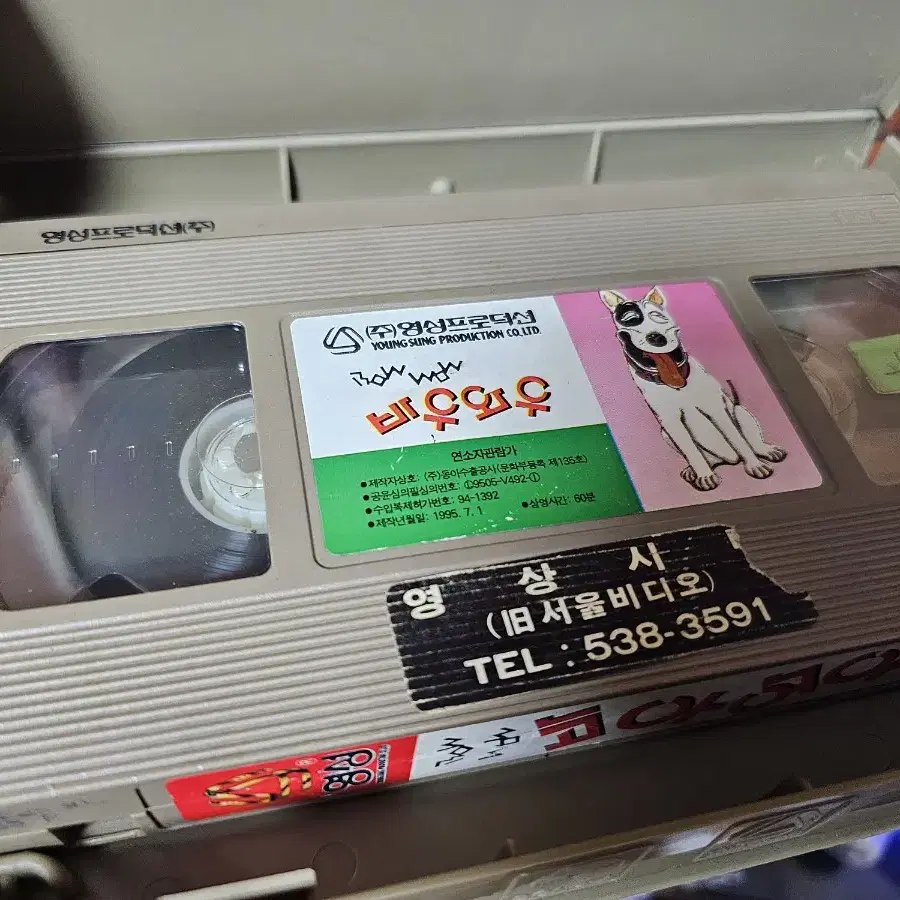 영상프로덕션(주)
(주)영상프로덕션
YOUNG SUNG PRODUCTION CO.LTD.
BOW WOW
바우와우
연소자관람가
●제작자상호: (주)동아수출공사(문화부등록 제135호)
●공윤심의필심의번호: ①9505-V492-①
●수입복제허가번호: 94-1392
●제작년월일: 1995. 7. 1 ●상영시간: 60분
영 상 시
(旧서울비디오)
TEL : 538-3591
영상